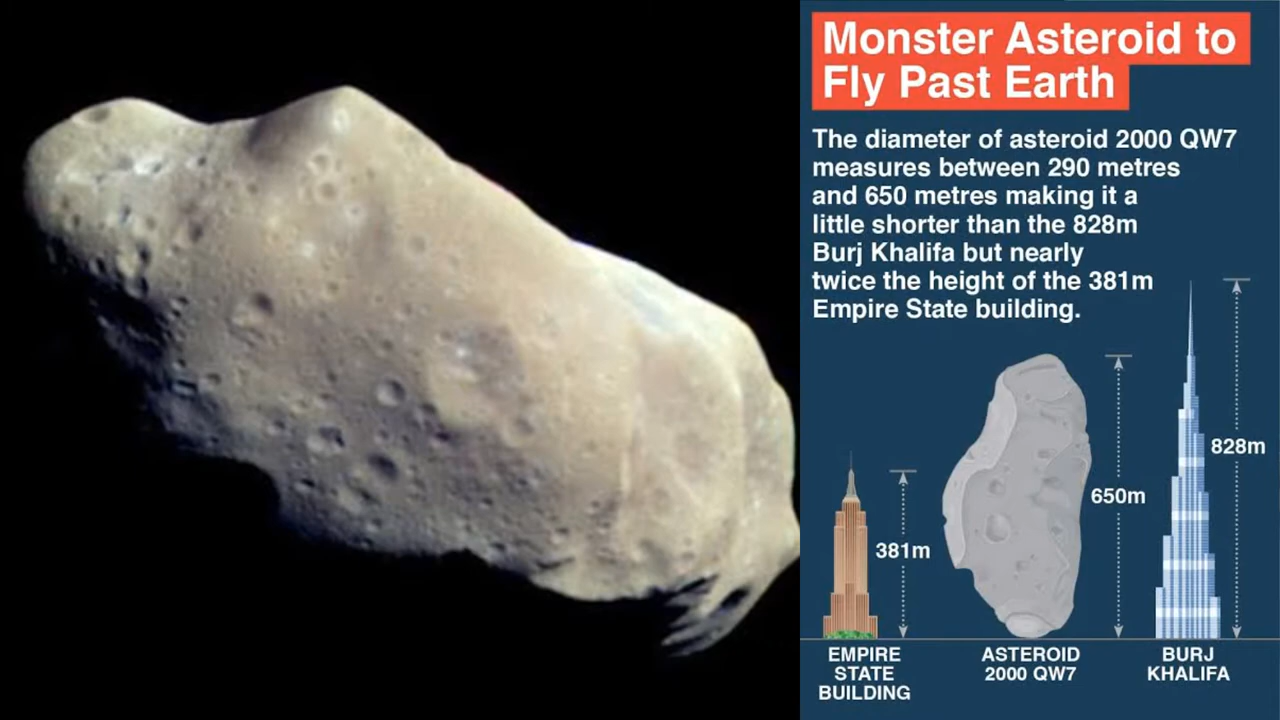 Monster Asteroid to
Fly Past Earth
The diameter of asteroid 2000 QW7
measures between 290 metres
and 650 metres making it a
little shorter than the 828m
Burj Khalifa but nearly
twice the height of the 381m
Empire State building.
828m
650m
381m
EMPIRE
STATE
BUILDING
ASTEROID
2000 QW7
BURJ
KHALIFA